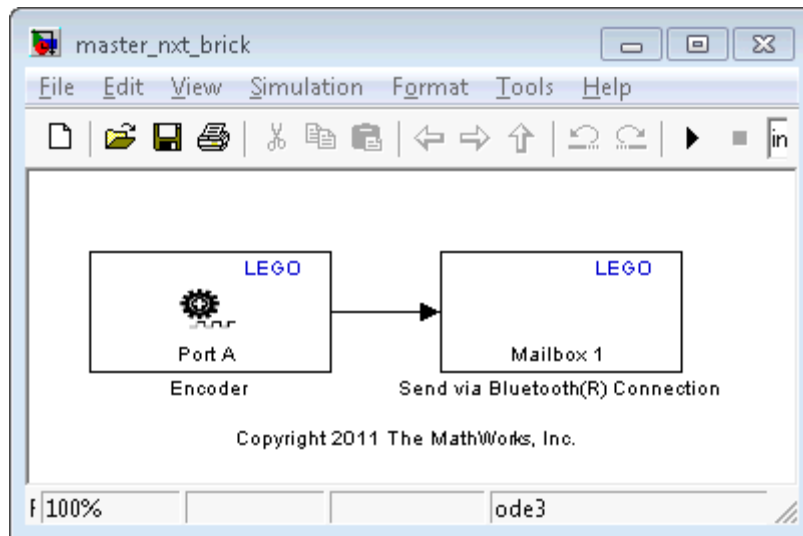 master_nxt_brick
File Edit View Simulation Format Tools Help
in
LEGO LEGO
Port A Mailbox 1
Encoder Send via Bluetooth(R) Connection
Copyright 2011 The MathWorks, Inc.
F 100% ode3